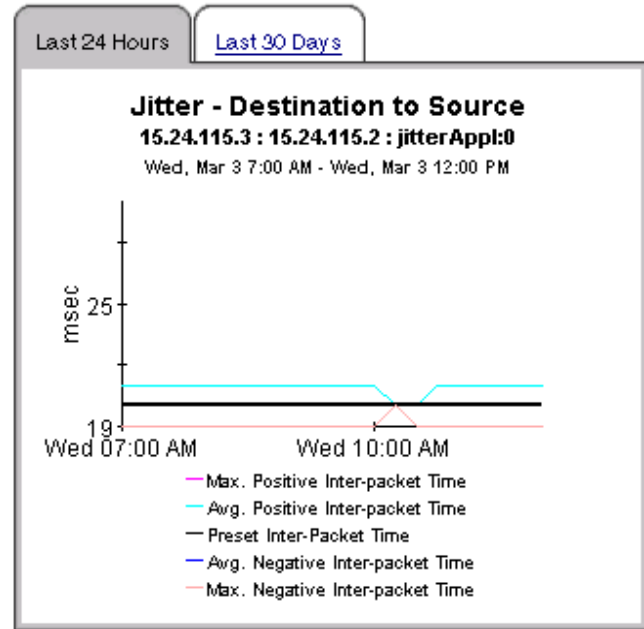 Last 24 Hours
Last 30 Days
Jitter - Destination to Source
15.24.115.3 : 15.24.115.2 : jitterAppl:0
Wed, Mar 3 7:00 AM - Wed, Mar 3 12:00 PM
msec
25
19
Wed 07:00 AM
Wed 10:00 AM
Max. Positive Inter-packet Time
Avg. Positive Inter-packet Time
Preset Inter-Packet Time
Avg. Negative Inter-packet Time
Max. Negative Inter-packet Time